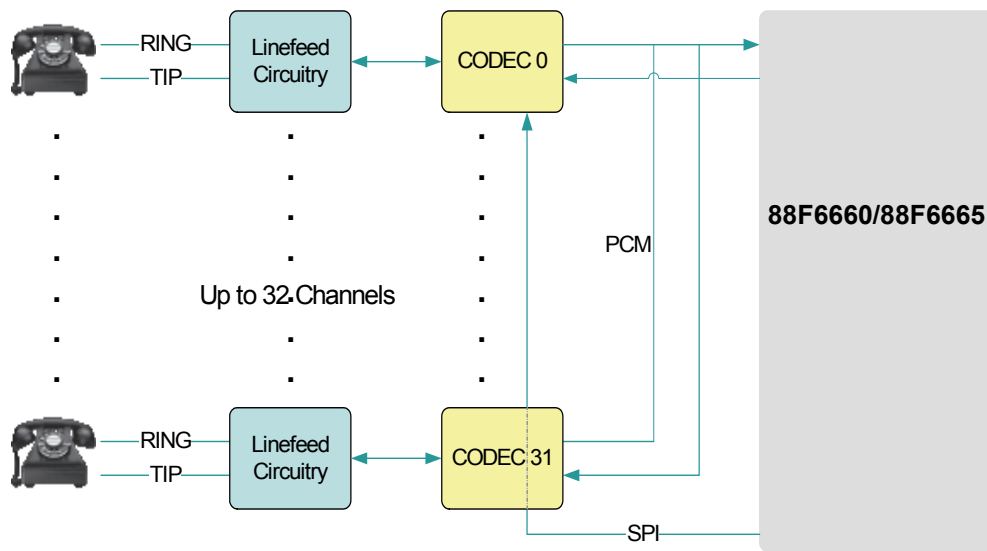 RING
TIP
Linefeed
Circuitry
CODEC 0
88F6660/88F6665
PCM
Up to 32 Channels
RING
TIP
Linefeed
Circuitry
CODEC 31
SPI